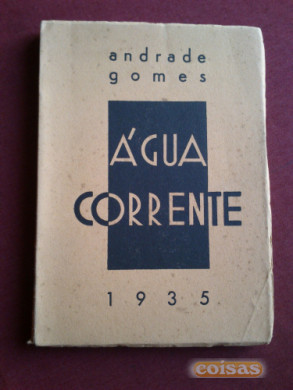 andrade
gomes
ÁGUA
CORRENTE
1935
coisas